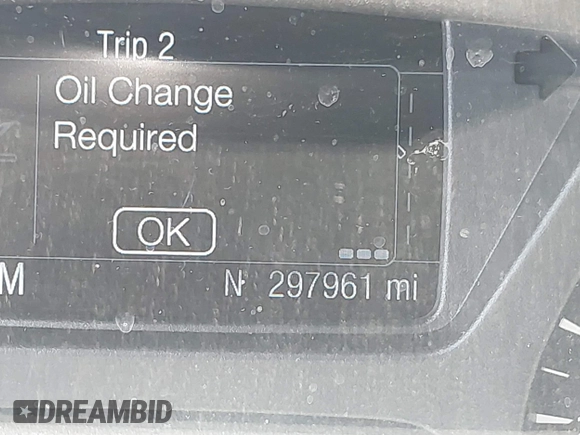 Trip 2
Oil Change
Required
OK
M
N 297961 mi
DREAMBID